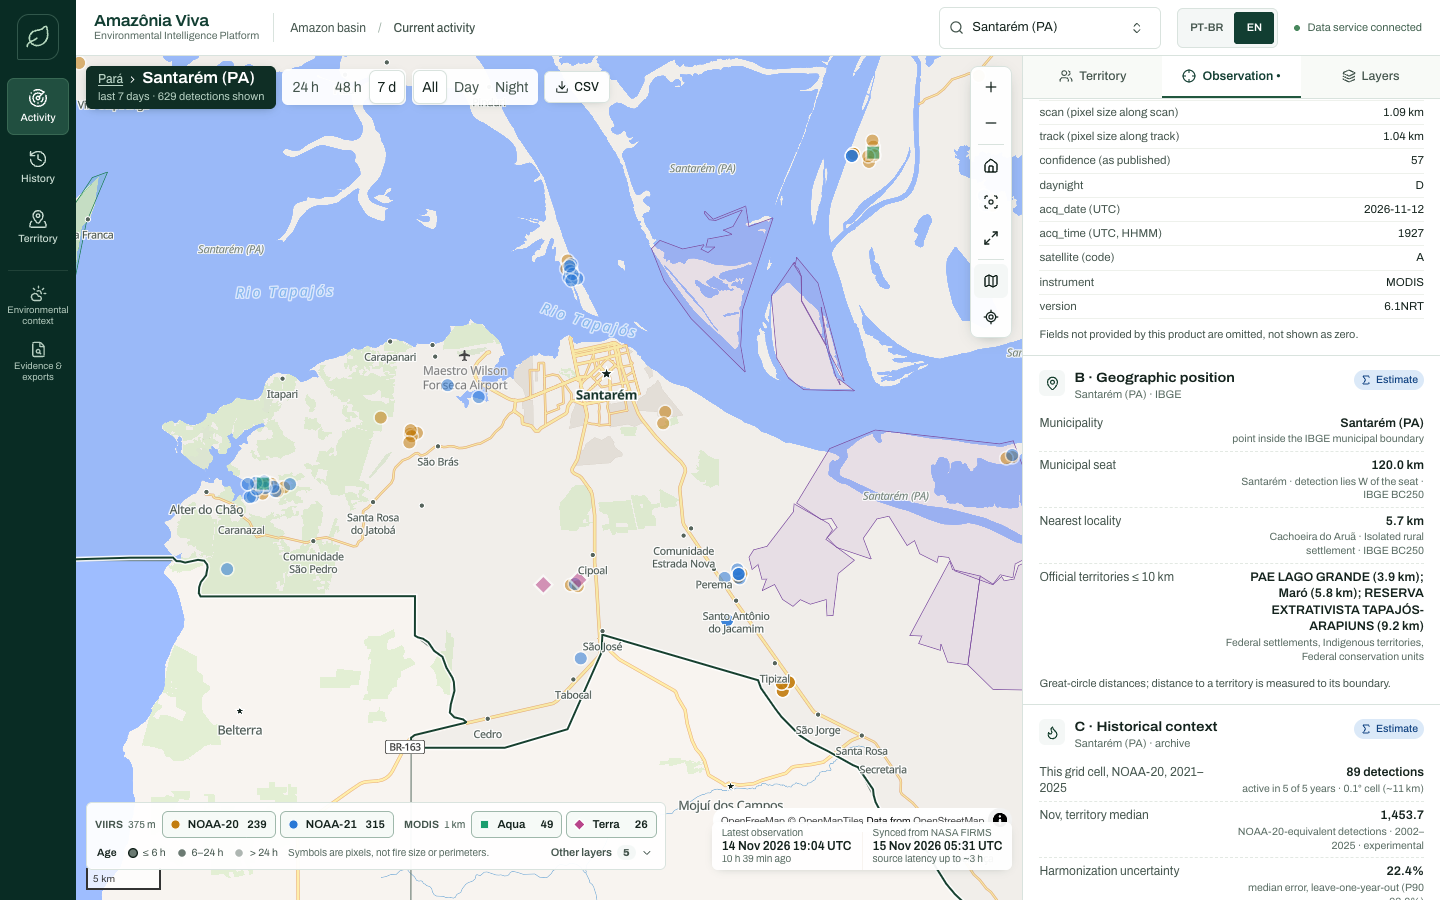 Amazônia Viva
Environmental Intelligence Platform
Amazon basin / Current activity
Santarém (PA)
PT-BR EN
Data service connected
Activity
History
Territory
Environmental context
Evidence & exports
Pará › Santarém (PA)
last 7 days · 629 detections shown
24 h 48 h 7 d
All Day Night
CSV
Santarém (PA)
a Franca
Santarém (PA)
Rio Tapajós
Rio Tapajós
Carapanari
Maestro Wilson
Fonseca Airport
Itapari
Santarém
São Brás
Alter do Chão
Caranazal
Santa Rosa
do Jatobá
Comunidade
São Pedro
Santarém (PA)
Comunidade
Estrada Nova
Cipoal
Perema
Santo Antônio
do Jacamim
São José
Tipizal
Tabocal
Belterra
Cedro
BR-163
São Jorge
Santa Rosa
Secretaria
Mojuí dos Campos
VIIRS 375 m NOAA-20 239 NOAA-21 315 MODIS 1 km Aqua 49 Terra 26
Age ≤ 6 h 6–24 h > 24 h Symbols are pixels, not fire size or perimeters. Other layers 5
5 km
OpenFreeMap © OpenMapTiles Data from OpenStreetMap
Latest observation
14 Nov 2026 19:04 UTC
10 h 39 min ago
Synced from NASA FIRMS
15 Nov 2026 05:31 UTC
source latency up to ~3 h
Territory Observation • Layers
scan (pixel size along scan) 1.09 km
track (pixel size along track) 1.04 km
confidence (as published) 57
daynight D
acq_date (UTC) 2026-11-12
acq_time (UTC, HHMM) 1927
satellite (code) A
instrument MODIS
version 6.1NRT
Fields not provided by this product are omitted, not shown as zero.
B · Geographic position
Santarém (PA) · IBGE
Σ Estimate
Municipality Santarém (PA)
point inside the IBGE municipal boundary
Municipal seat 120.0 km
Santarém · detection lies W of the seat ·
IBGE BC250
Nearest locality 5.7 km
Cachoeira do Aruã · Isolated rural
settlement · IBGE BC250
Official territories ≤ 10 km PAE LAGO GRANDE (3.9 km);
Maró (5.8 km); RESERVA
EXTRATIVISTA TAPAJÓS-
ARAPIUNS (9.2 km)
Federal settlements, Indigenous territories,
Federal conservation units
Great-circle distances; distance to a territory is measured to its boundary.
C · Historical context
Santarém (PA) · archive
Σ Estimate
This grid cell, NOAA-20, 2021–
2025
89 detections
active in 5 of 5 years · 0.1° cell (~11 km)
Nov, territory median 1,453.7
NOAA-20-equivalent detections · 2002–
2025 · experimental
Harmonization uncertainty 22.4%
median error, leave-one-year-out (P90